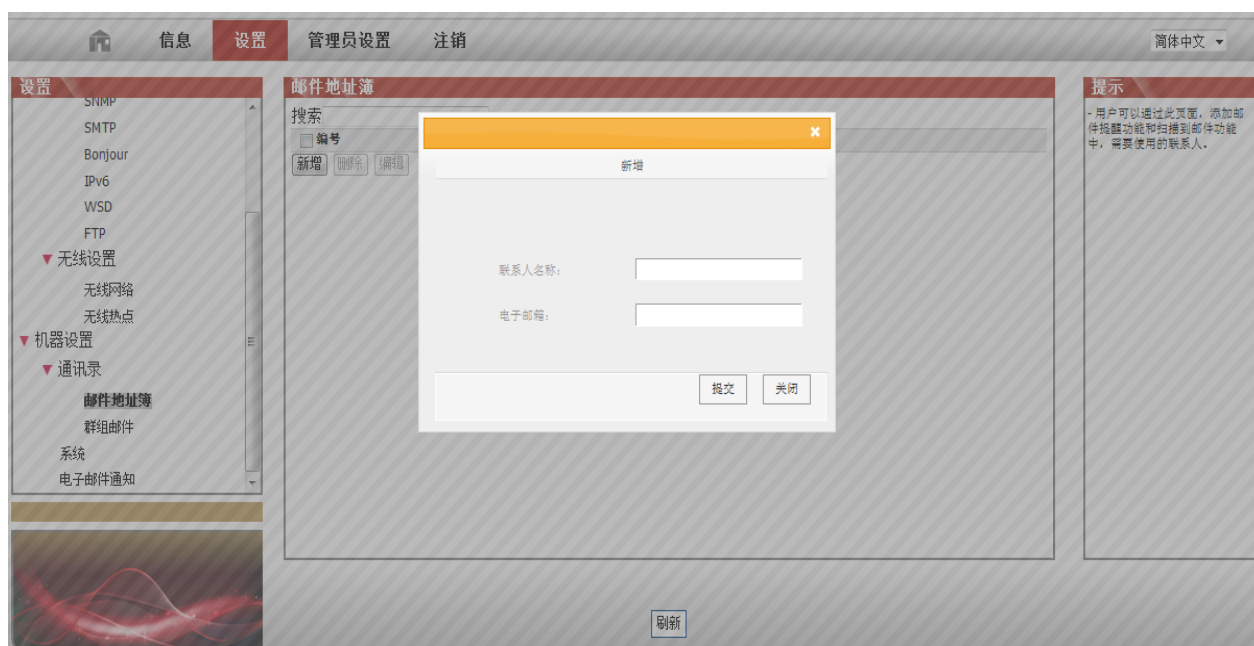 信息 设置 管理员设置 注销 简体中文
设置
SNMP
SMTP
Bonjour
IPv6
WSD
FTP
无线设置
无线网络
无线热点
机器设置
通讯录
邮件地址簿
群组邮件
系统
电子邮件通知
邮件地址簿
搜索
编号
新增 删除 编辑
新增
联系人名称：
电子邮箱：
提交 关闭
刷新
提示
- 用户可以通过此页面，添加邮
件提醒功能和扫描到邮件功能
中，需要使用的联系人。